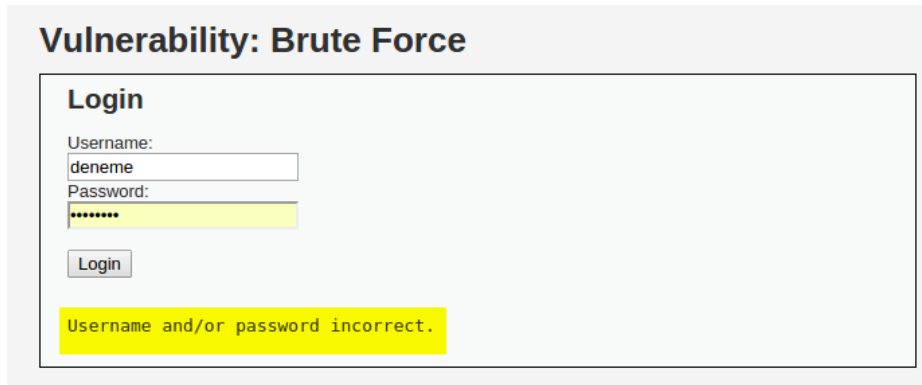 Vulnerability: Brute Force
Login
Username:
deneme
Password:
••••••••
Login
Username and/or password incorrect.